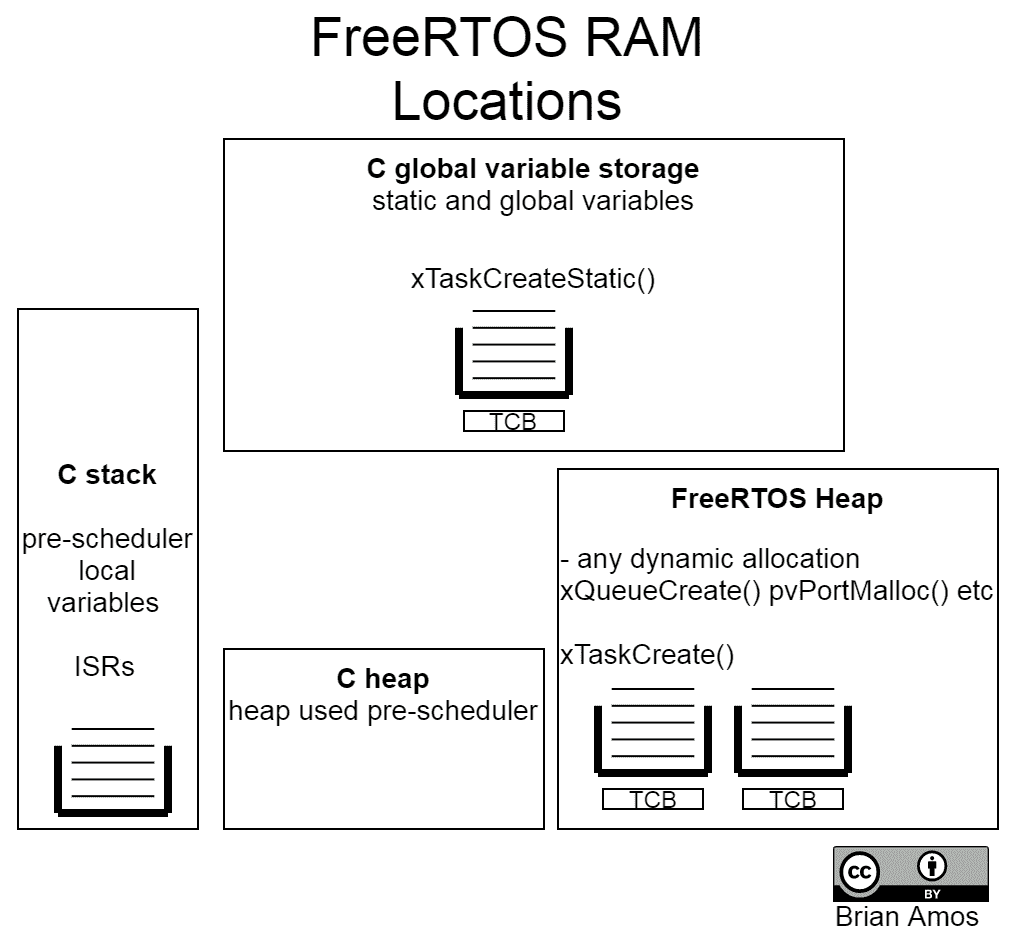 FreeRTOS RAM
Locations
C global variable storage
static and global variables
xTaskCreateStatic()
TCB
C stack
pre-scheduler
local
variables
ISRs
C heap
heap used pre-scheduler
FreeRTOS Heap
- any dynamic allocation
xQueueCreate() pvPortMalloc() etc
xTaskCreate()
TCB
TCB
cc
BY
Brian Amos